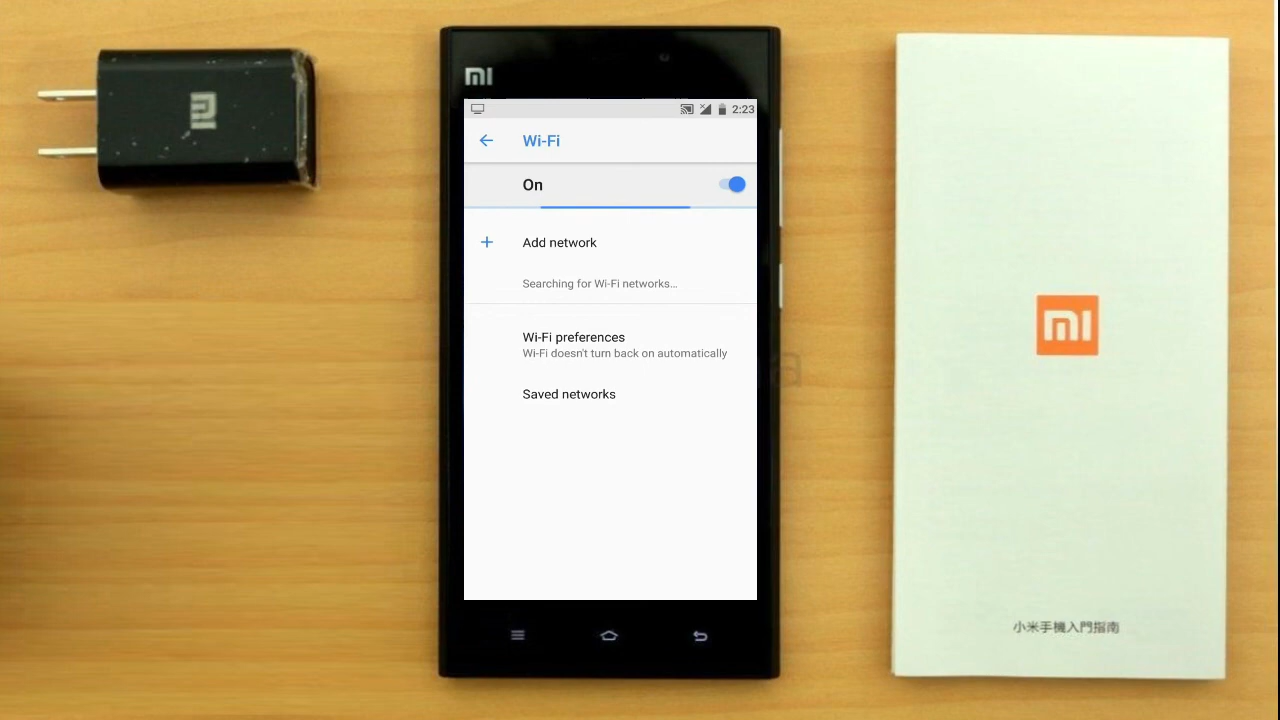 mi
mi
2:23
Wi-Fi
On
Add network
Searching for Wi-Fi networks…
Wi-Fi preferences
Wi-Fi doesn't turn back on automatically
Saved networks
mi
小米手機入門指南